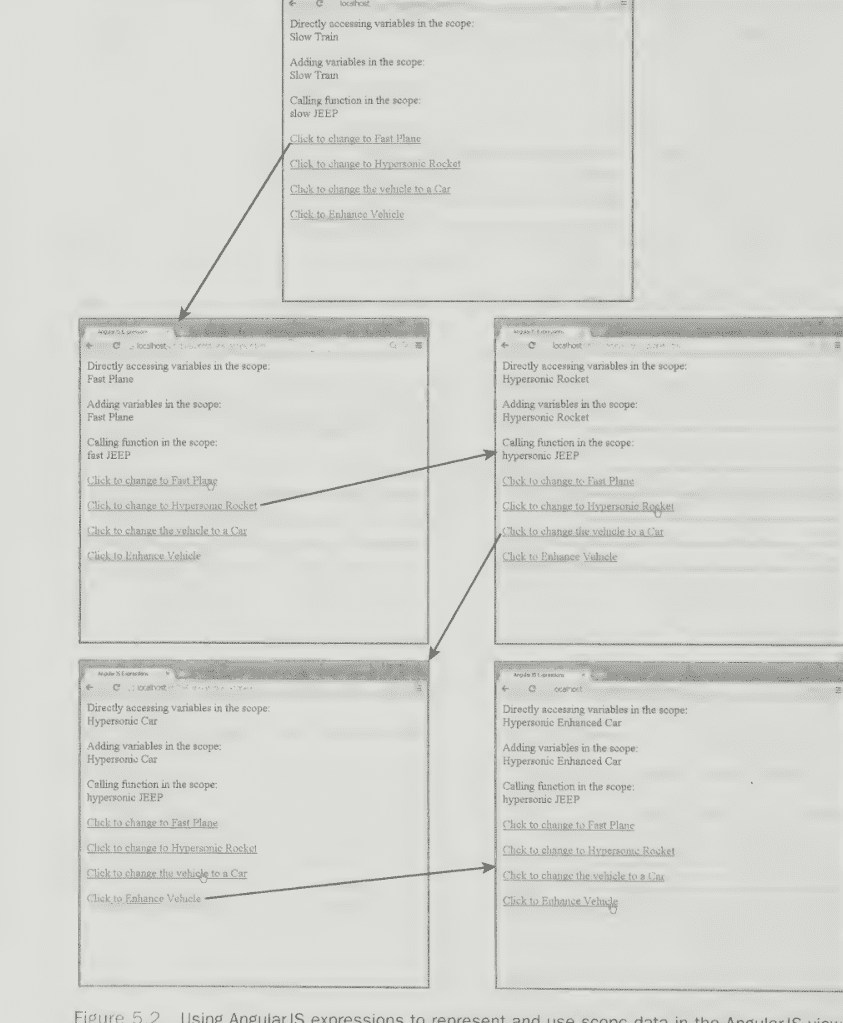 localhost
Directly accessing variables in the scope:
Slow Train
Adding variables in the scope:
Slow Train
Calling function in the scope:
slow JEEP
Click to change to Fast Plane
Click to change to Hypersonic Rocket
Click to change the vehicle to a Car
Click to Enhance Vehicle
AngularJS Expressions
localhost
Directly accessing variables in the scope:
Fast Plane
Adding variables in the scope:
Fast Plane
Calling function in the scope:
fast JEEP
Click to change to Fast Plane
Click to change to Hypersonic Rocket
Click to change the vehicle to a Car
Click to Enhance Vehicle
AngularJS Expressions
localhost
Directly accessing variables in the scope:
Hypersonic Rocket
Adding variables in the scope:
Hypersonic Rocket
Calling function in the scope:
hypersonic JEEP
Click to change to Fast Plane
Click to change to Hypersonic Rocket
Click to change the vehicle to a Car
Click to Enhance Vehicle
AngularJS Expressions
localhost
Directly accessing variables in the scope:
Hypersonic Car
Adding variables in the scope:
Hypersonic Car
Calling function in the scope:
hypersonic JEEP
Click to change to Fast Plane
Click to change to Hypersonic Rocket
Click to change the vehicle to a Car
Click to Enhance Vehicle
AngularJS Expressions
localhost
Directly accessing variables in the scope:
Hypersonic Enhanced Car
Adding variables in the scope:
Hypersonic Enhanced Car
Calling function in the scope:
hypersonic JEEP
Click to change to Fast Plane
Click to change to Hypersonic Rocket
Click to change the vehicle to a Car
Click to Enhance Vehicle
Figure 5.2 Using AngularJS expressions to represent and use scope data in the AngularJS view